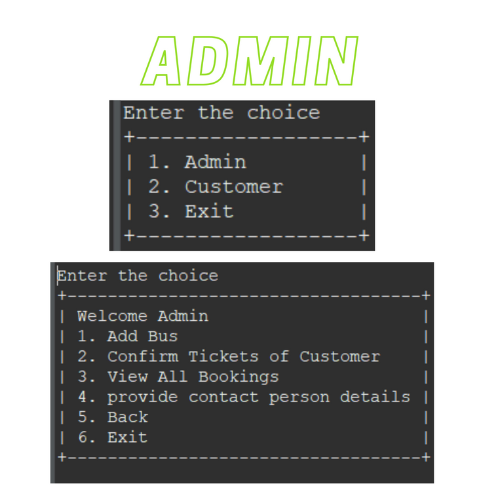 ADMIN
Enter the choice
+------------------+
| 1. Admin         |
| 2. Customer      |
| 3. Exit          |
+------------------+
Enter the choice
+-----------------------------------+
| Welcome Admin                     |
| 1. Add Bus                        |
| 2. Confirm Tickets of Customer    |
| 3. View All Bookings              |
| 4. provide contact person details |
| 5. Back                           |
| 6. Exit                           |
+-----------------------------------+